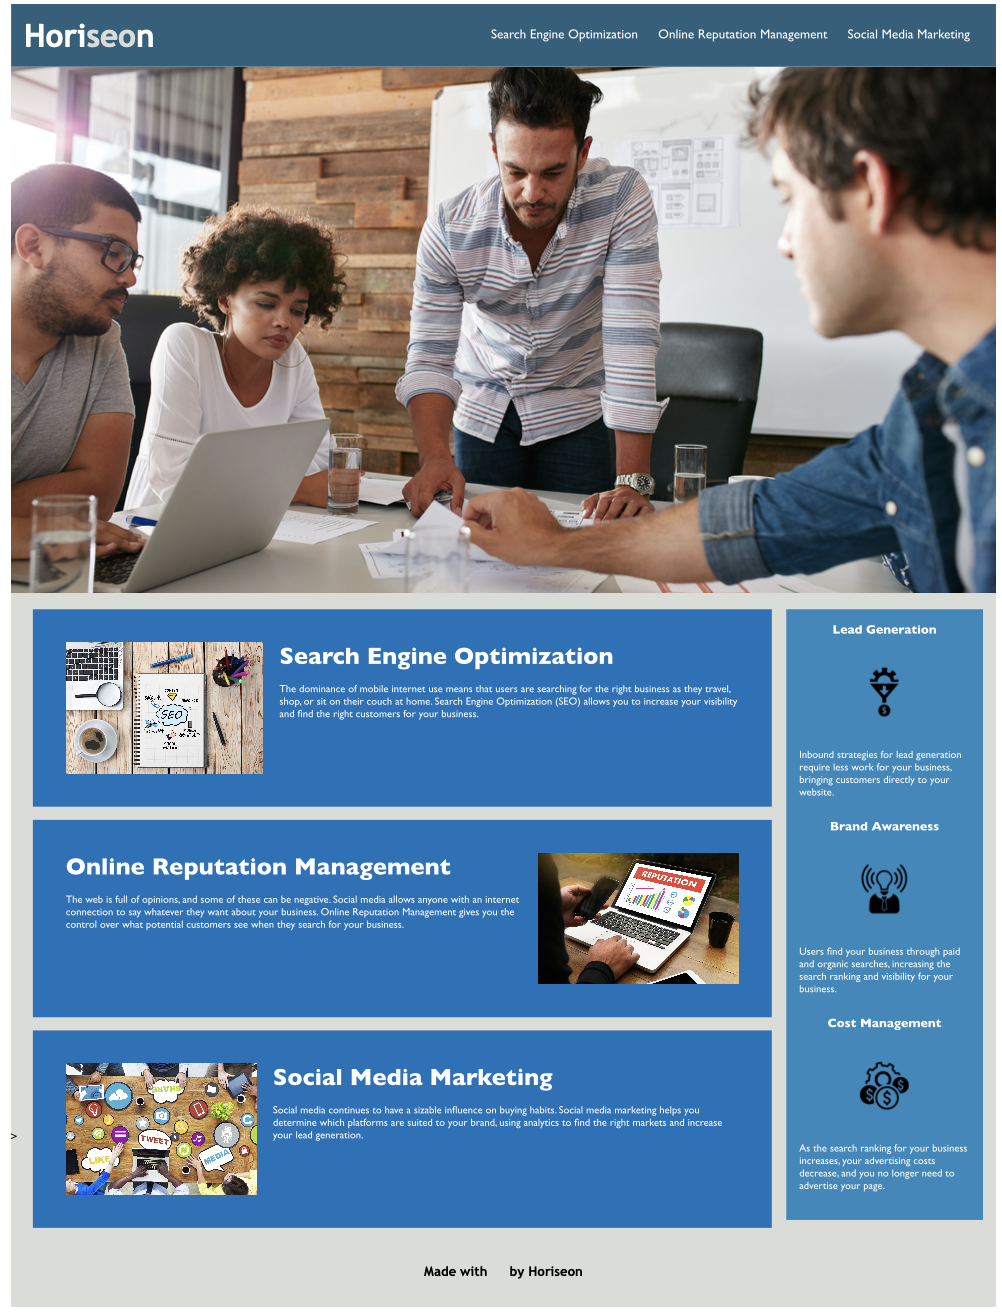 Horiseon
Search Engine Optimization Online Reputation Management Social Media Marketing
Search Engine Optimization
The dominance of mobile internet use means that users are searching for the right business as they travel,
shop, or sit on their couch at home. Search Engine Optimization (SEO) allows you to increase your visibility
and find the right customers for your business.
SEO
Online Reputation Management
The web is full of opinions, and some of these can be negative. Social media allows anyone with an internet
connection to say whatever they want about your business. Online Reputation Management gives you the
control over what potential customers see when they search for your business.
REPUTATION
Social Media Marketing
Social media continues to have a sizable influence on buying habits. Social media marketing helps you
determine which platforms are suited to your brand, using analytics to find the right markets and increase
your lead generation.
SHARE
TWEET
LIKE
MEDIA
>
Lead Generation
Inbound strategies for lead generation
require less work for your business,
bringing customers directly to your
website.
Brand Awareness
Users find your business through paid
and organic searches, increasing the
search ranking and visibility for your
business.
Cost Management
As the search ranking for your business
increases, your advertising costs
decrease, and you no longer need to
advertise your page.
Made with by Horiseon